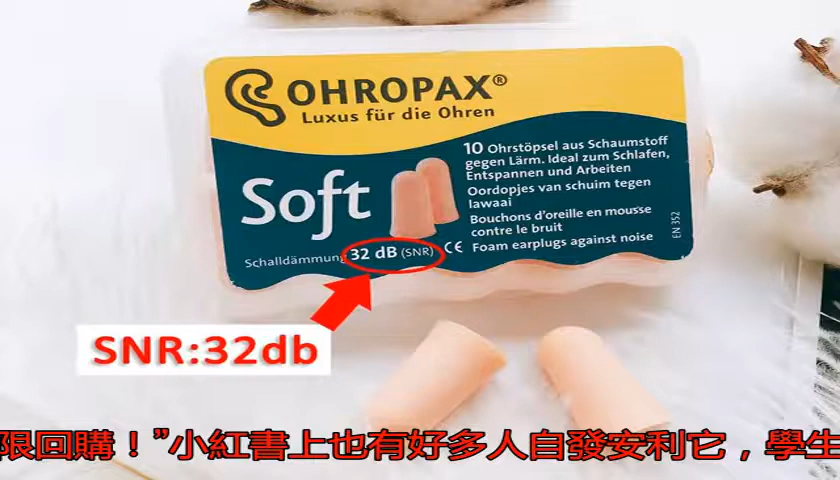 OHROPAX®
Luxus für die Ohren
Soft
10 Ohrstöpsel aus Schaumstoff
gegen Lärm. Ideal zum Schlafen,
Entspannen und Arbeiten
Oordopjes van schuim tegen
lawaai
Bouchons d'oreille en mousse
contre le bruit
Foam earplugs against noise
EN 352
Schalldämmung 32 dB (SNR) CE
SNR:32db
限回購！”小紅書上也有好多人自發安利它，學生